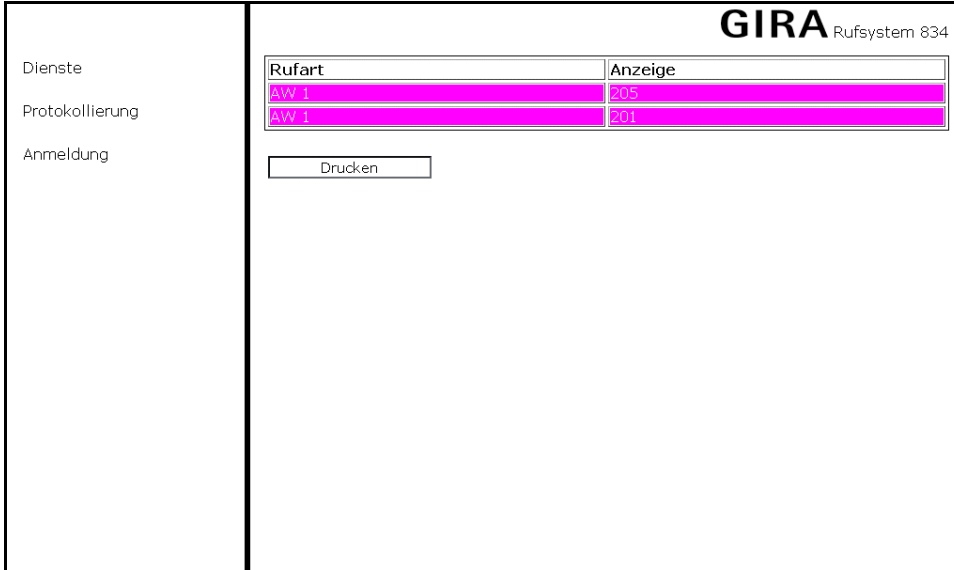 GIRA Rufsystem 834
Dienste
Protokollierung
Anmeldung
Rufart Anzeige
AW 1 205
AW 1 201
Drucken